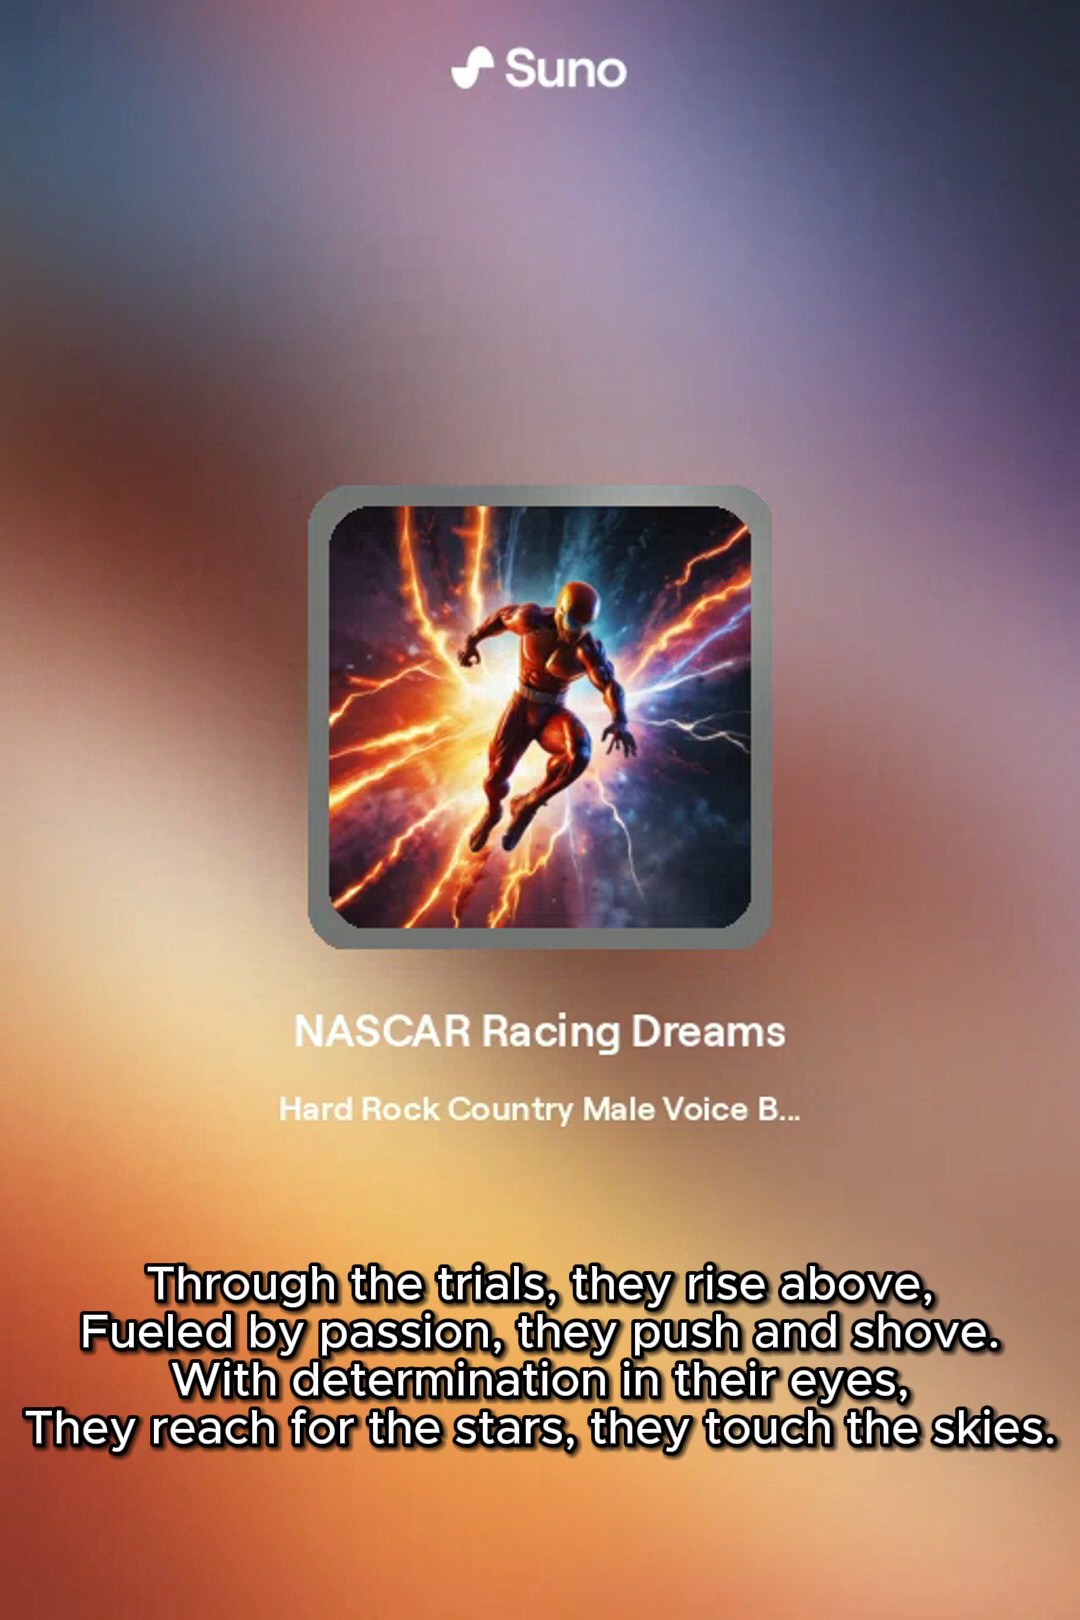 Suno
NASCAR Racing Dreams
Hard Rock Country Male Voice B...
Through the trials, they rise above,
Fueled by passion, they push and shove.
With determination in their eyes,
They reach for the stars, they touch the skies.